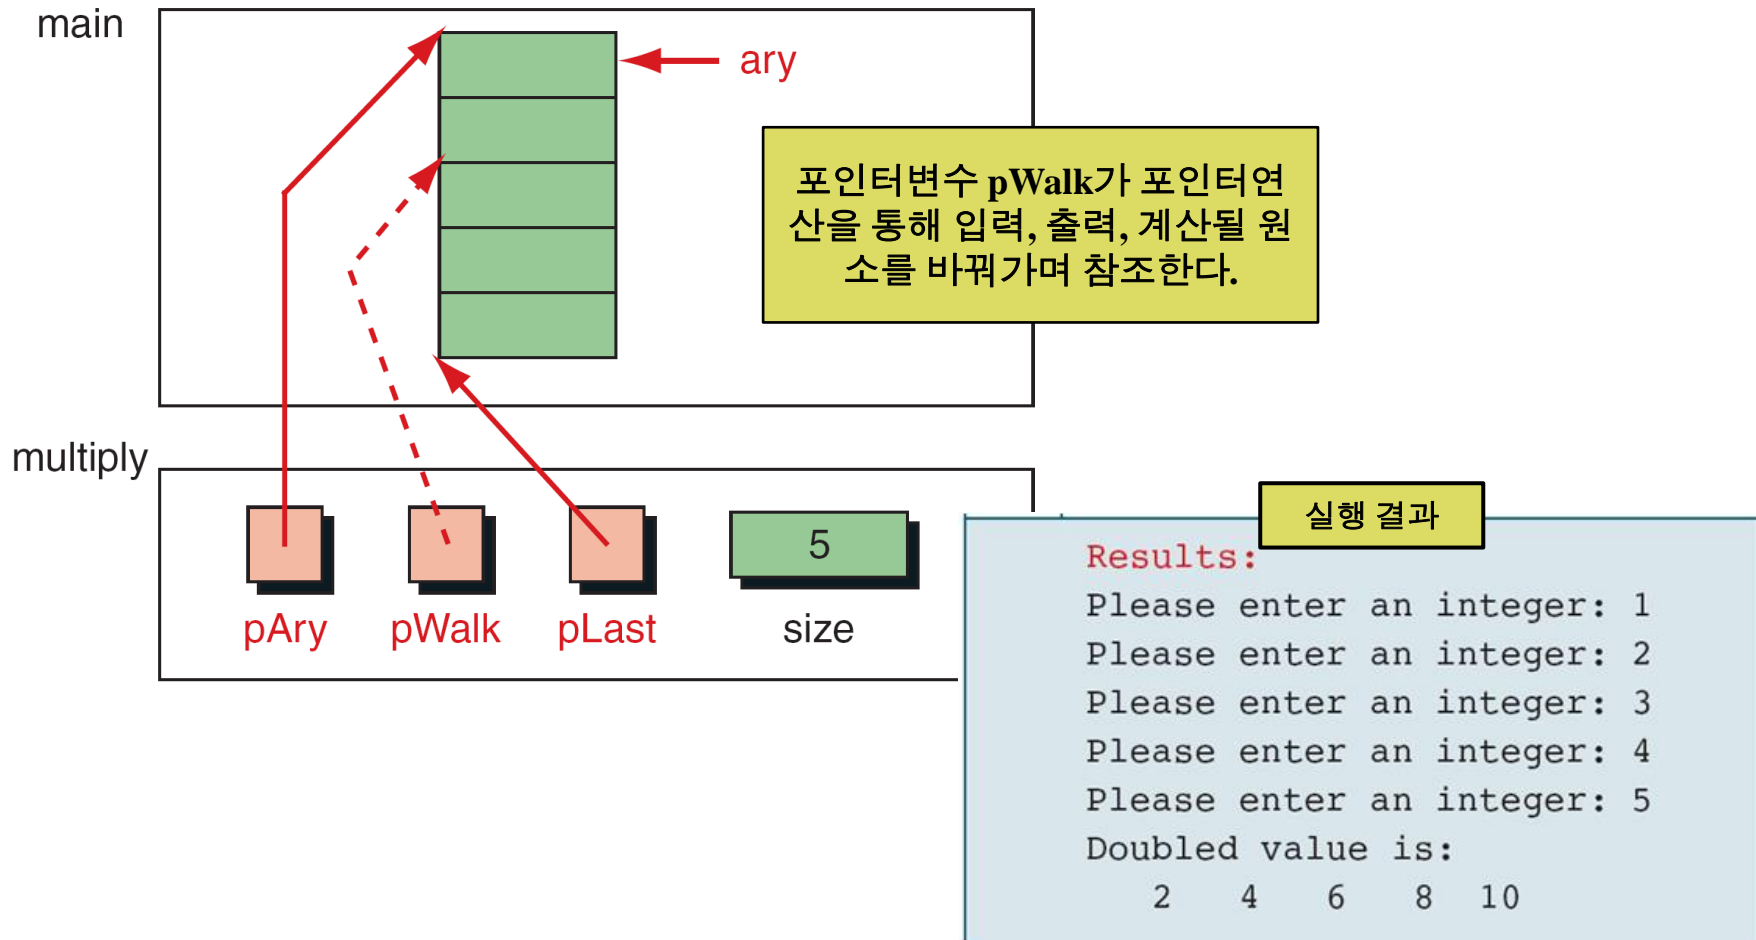 main
ary
포인터변수 pWalk가 포인터연
산을 통해 입력, 출력, 계산될 원
소를 바꿔가며 참조한다.
multiply
5
pAry
pWalk
pLast
size
실행 결과
Results:
Please enter an integer: 1
Please enter an integer: 2
Please enter an integer: 3
Please enter an integer: 4
Please enter an integer: 5
Doubled value is:
2 4 6 8 10